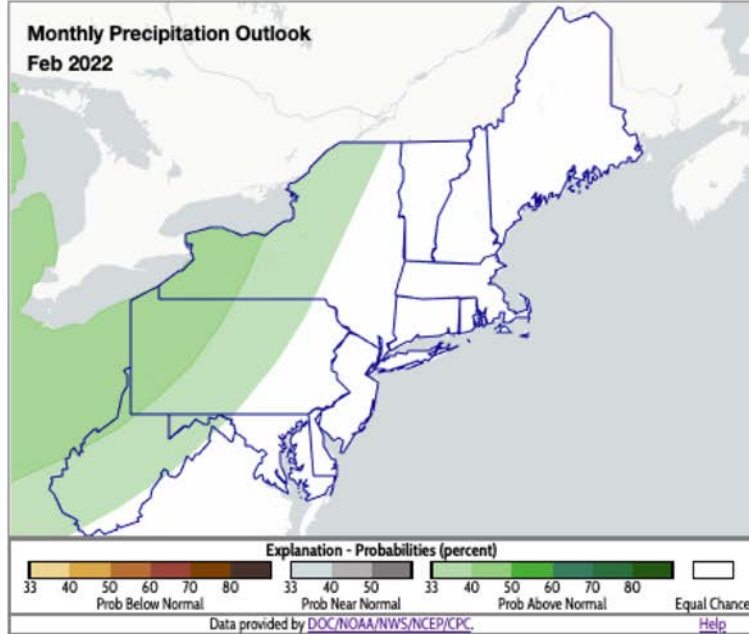 Monthly Precipitation Outlook
Feb 2022
Explanation - Probabilities (percent)
33 40 50 60 70 80 33 40 50 33 40 50 60 70 80
Prob Below Normal Prob Near Normal Prob Above Normal Equal Chance
Data provided by DOC/NOAA/NWS/NCEP/CPC. Help